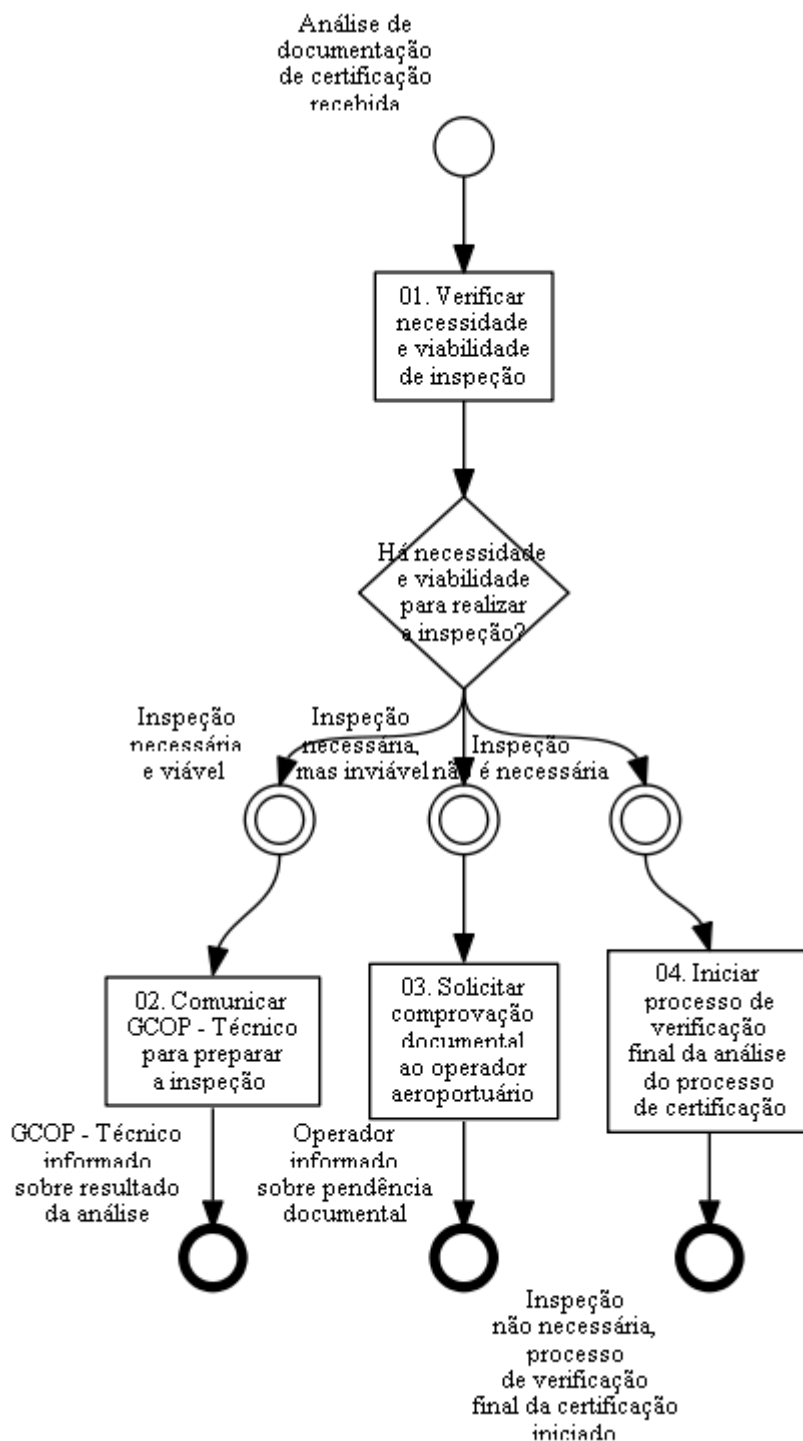 Análise de
documentação
de certificação
recebida
01. Verificar
necessidade
e viabilidade
de inspeção
Há necessidade
e viabilidade
para realizar
a inspeção?
Inspeção
necessária
e viável
Inspeção
necessária,
mas inviável
Inspeção
não é necessária
02. Comunicar
GCOP - Técnico
para preparar
a inspeção
03. Solicitar
comprovação
documental
ao operador
aeroportuário
04. Iniciar
processo de
verificação
final da análise
do processo
de certificação
GCOP - Técnico
informado
sobre resultado
da análise
Operador
informado
sobre pendência
documental
Inspeção
não necessária,
processo
de verificação
final da certificação
iniciado